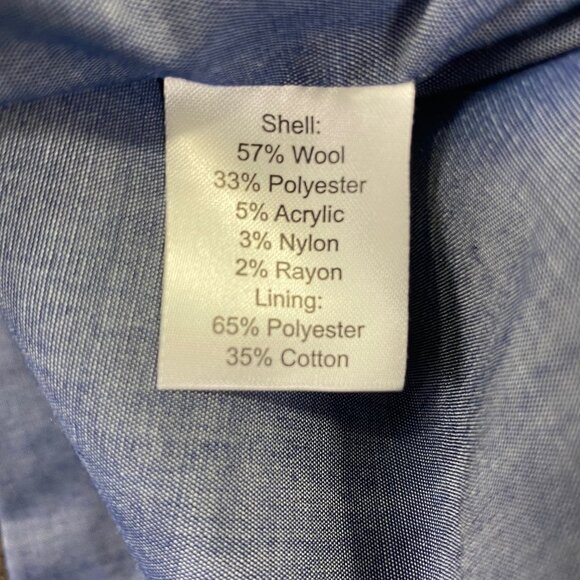 Shell:
57% Wool
33% Polyester
5% Acrylic
3% Nylon
2% Rayon
Lining:
65% Polyester
35% Cotton